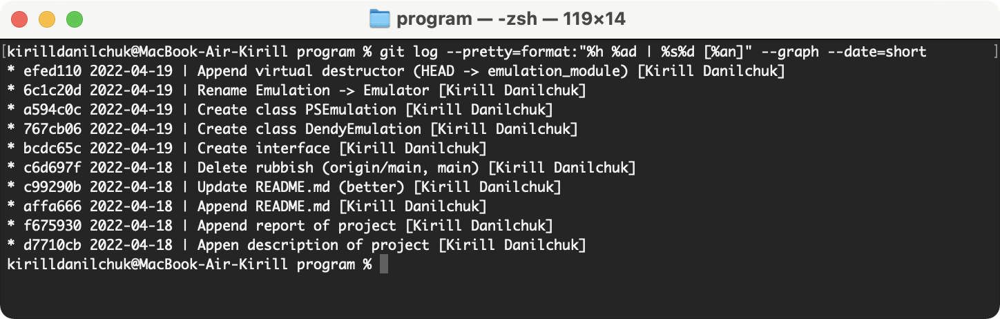 program — -zsh — 119×14
[kirilldanilchuk@MacBook-Air-Kirill program % git log --pretty=format:"%h %ad | %s%d [%an]" --graph --date=short ]
* efed110 2022-04-19 | Append virtual destructor (HEAD -> emulation_module) [Kirill Danilchuk]
* 6c1c20d 2022-04-19 | Rename Emulation -> Emulator [Kirill Danilchuk]
* a594c0c 2022-04-19 | Create class PSEmulation [Kirill Danilchuk]
* 767cb06 2022-04-19 | Create class DendyEmulation [Kirill Danilchuk]
* bcdc65c 2022-04-19 | Create interface [Kirill Danilchuk]
* c6d697f 2022-04-18 | Delete rubbish (origin/main, main) [Kirill Danilchuk]
* c99290b 2022-04-18 | Update README.md (better) [Kirill Danilchuk]
* affa666 2022-04-18 | Append README.md [Kirill Danilchuk]
* f675930 2022-04-18 | Append report of project [Kirill Danilchuk]
* d7710cb 2022-04-18 | Appen description of project [Kirill Danilchuk]
kirilldanilchuk@MacBook-Air-Kirill program %